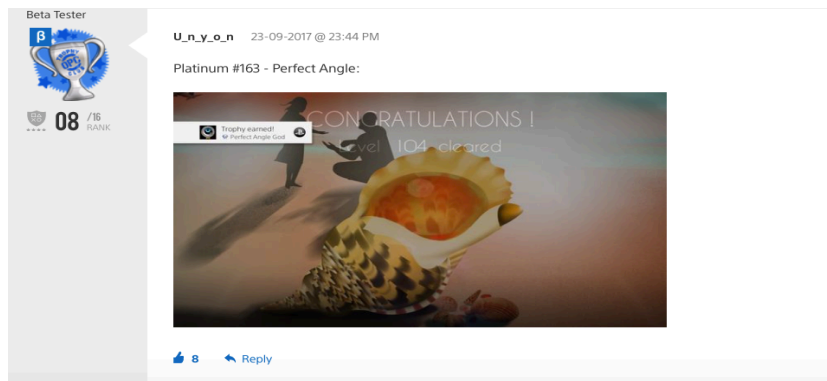 Beta Tester
β
U_n_y_o_n 23-09-2017 @ 23:44 PM
Platinum #163 - Perfect Angle:
08 /16
RANK
CONGRATULATIONS !
Trophy earned!
Perfect Angle God
Level 104 cleared
8 Reply